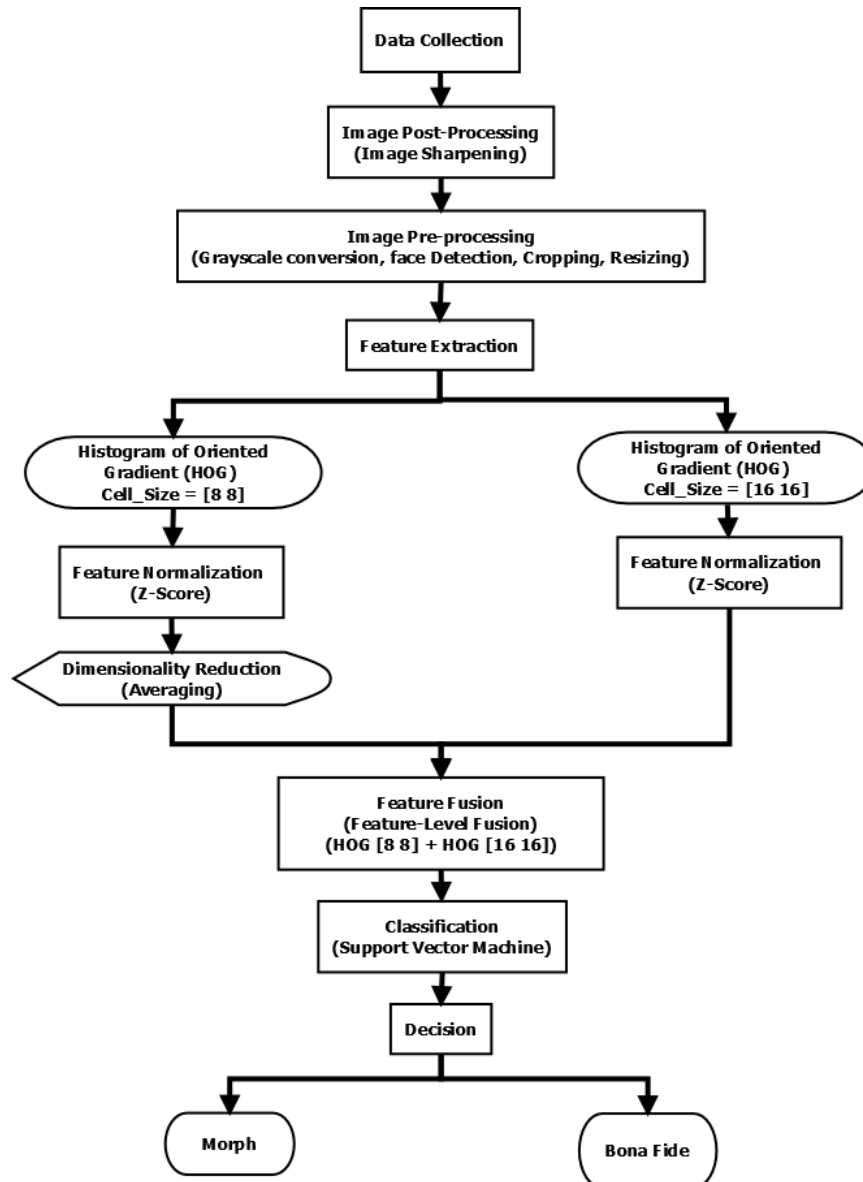 Data Collection
Image Post-Processing
(Image Sharpening)
Image Pre-processing
(Grayscale conversion, face Detection, Cropping, Resizing)
Feature Extraction
Histogram of Oriented
Gradient (HOG)
Cell_Size = [8 8]
Histogram of Oriented
Gradient (HOG)
Cell_Size = [16 16]
Feature Normalization
(Z-Score)
Feature Normalization
(Z-Score)
Dimensionality Reduction
(Averaging)
Feature Fusion
(Feature-Level Fusion)
(HOG [8 8] + HOG [16 16])
Classification
(Support Vector Machine)
Decision
Morph
Bona Fide